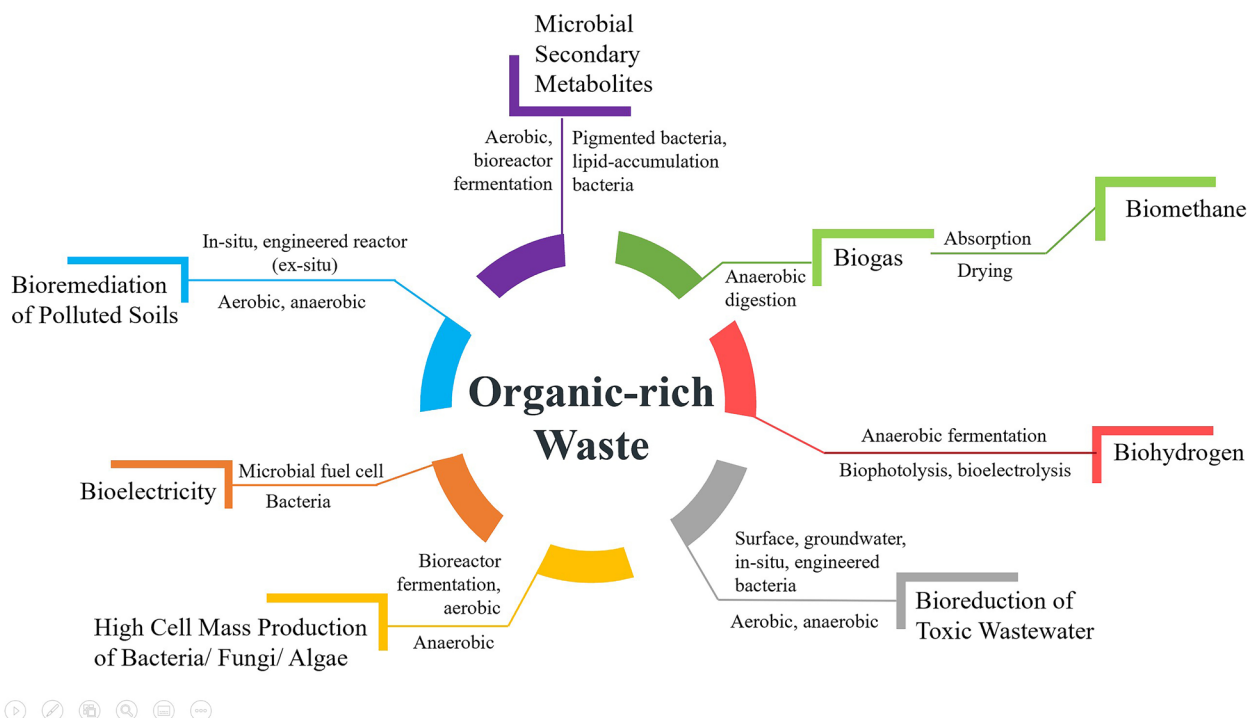 Microbial
Secondary
Metabolites
Aerobic,
bioreactor
fermentation
Pigmented bacteria,
lipid-accumulation
bacteria
Biomethane
Absorption
Drying
Biogas
Anaerobic
digestion
In-situ, engineered reactor
(ex-situ)
Aerobic, anaerobic
Bioremediation
of Polluted Soils
Organic-rich
Waste
Anaerobic fermentation
Biophotolysis, bioelectrolysis
Biohydrogen
Microbial fuel cell
Bacteria
Bioelectricity
Surface, groundwater,
in-situ, engineered
bacteria
Aerobic, anaerobic
Bioreduction of
Toxic Wastewater
Bioreactor
fermentation,
aerobic
Anaerobic
High Cell Mass Production
of Bacteria/ Fungi/ Algae